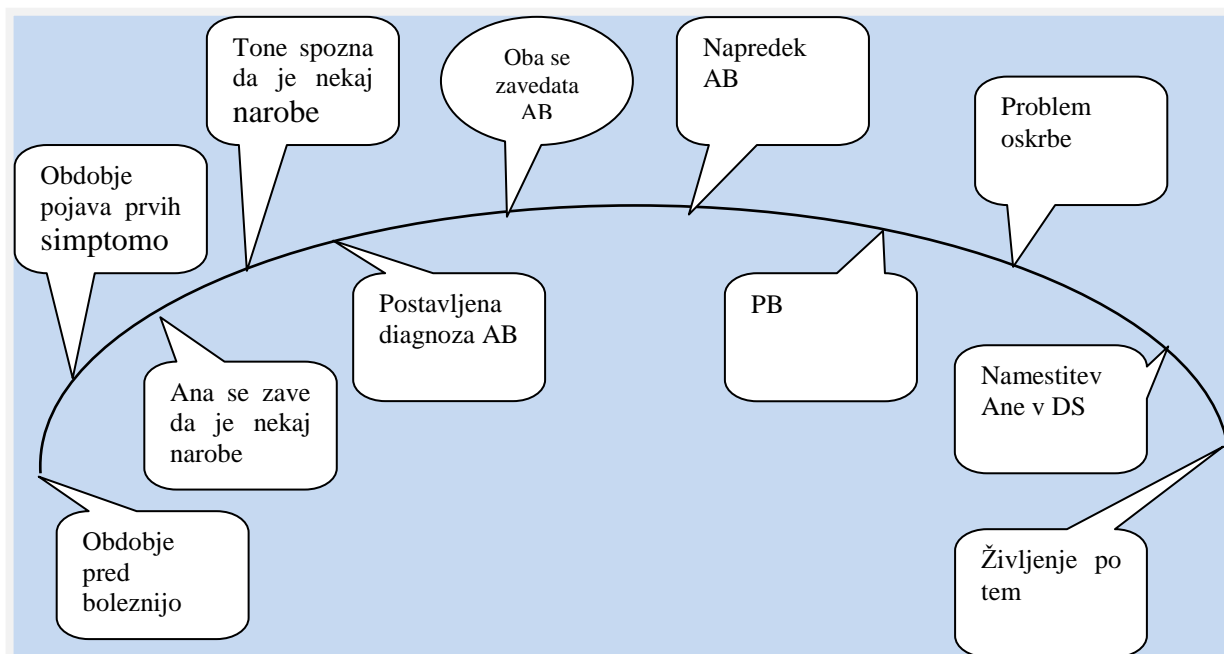 Tone spozna
da je nekaj
narobe
Oba se
zavedata
AB
Napredek
AB
Problem
oskrbe
Obdobje
pojava prvih
simptomo
Postavljena
diagnoza AB
PB
Ana se zave
da je nekaj
narobe
Namestitev
Ane v DS
Obdobje
pred
boleznijo
Življenje po
tem